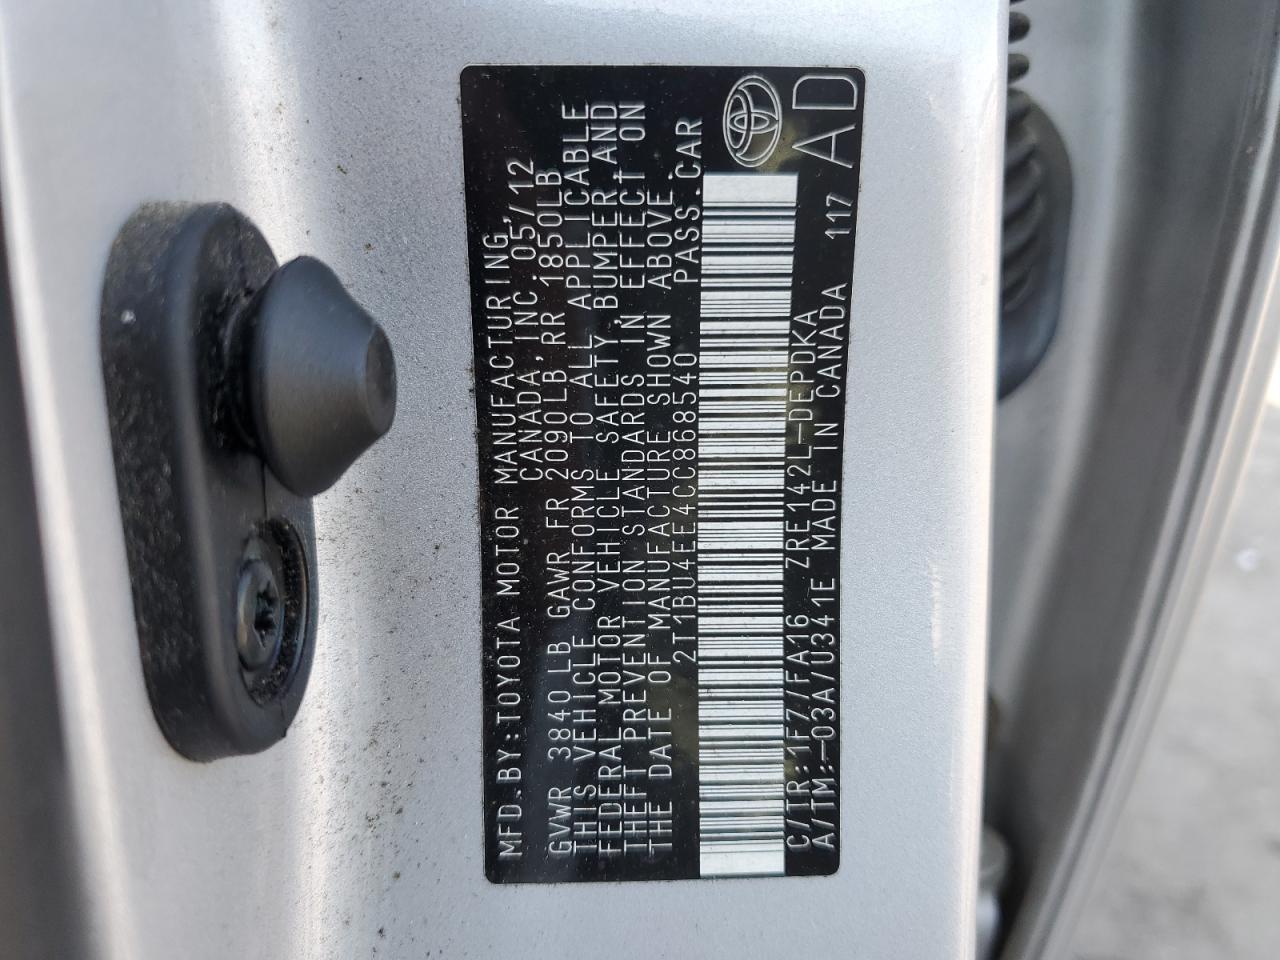 MFD.BY:TOYOTA MOTOR MANUFACTURING,
CANADA,INC. 05/12
GVWR 3840LB GAWR FR 2090LB,RR 1850LB
THIS VEHICLE CONFORMS TO ALL APPLICABLE
FEDERAL MOTOR VEHICLE SAFETY,BUMPER,AND
THEFT PREVENTION STANDARDS IN EFFECT ON
THE DATE OF MANUFACTURE SHOWN ABOVE.
2T1BU4EE4CC868540 PASS.CAR
C/TR:1F7/FA16 ZRE142L-DEPDKA
A/TM:-03A/U341E MADE IN CANADA 117
AD